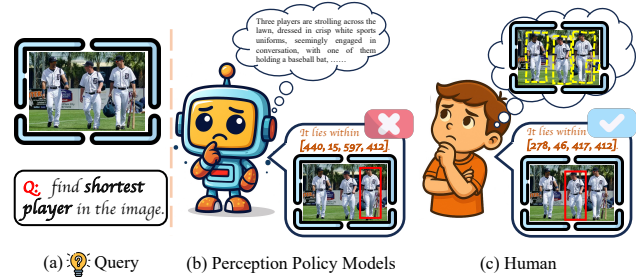 Three players are strolling across the
lawn, dressed in crisp white sports
uniforms, seemingly engaged in
conversation, with one of them
holding a baseball bat, ……
Q: find shortest
player in the image.
It lies within
[440, 15, 597, 412].
It lies within
[278, 46, 417, 412].
(a) Query
(b) Perception Policy Models
(c) Human